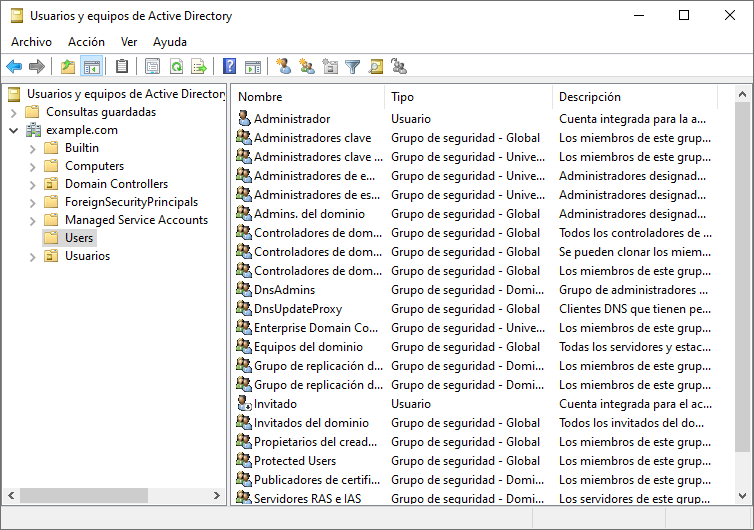 Usuarios y equipos de Active Directory
Archivo Acción Ver Ayuda
Usuarios y equipos de Active Directory
Consultas guardadas
example.com
Builtin
Computers
Domain Controllers
ForeignSecurityPrincipals
Managed Service Accounts
Users
Usuarios
Nombre Tipo Descripción
Administrador Usuario Cuenta integrada para la a...
Administradores clave Grupo de seguridad - Global Los miembros de este grup...
Administradores clave ... Grupo de seguridad - Unive... Los miembros de este grup...
Administradores de e... Grupo de seguridad - Unive... Administradores designad...
Administradores de es... Grupo de seguridad - Unive... Administradores designad...
Admins. del dominio Grupo de seguridad - Global Administradores designad...
Controladores de dom... Grupo de seguridad - Global Todos los controladores de ...
Controladores de dom... Grupo de seguridad - Global Se pueden clonar los miem...
Controladores de dom... Grupo de seguridad - Global Los miembros de este grup...
DnsAdmins Grupo de seguridad - Domi... Grupo de administradores ...
DnsUpdateProxy Grupo de seguridad - Global Clientes DNS que tienen pe...
Enterprise Domain Co... Grupo de seguridad - Unive... Los miembros de este grup...
Equipos del dominio Grupo de seguridad - Global Todas los servidores y estac...
Grupo de replicación d... Grupo de seguridad - Domi... Los miembros de este grup...
Grupo de replicación d... Grupo de seguridad - Domi... Los miembros de este grup...
Invitado Usuario Cuenta integrada para el ac...
Invitados del dominio Grupo de seguridad - Global Todos los invitados del do...
Propietarios del cread... Grupo de seguridad - Global Los miembros de este grup...
Protected Users Grupo de seguridad - Global Los miembros de este grup...
Publicadores de certifi... Grupo de seguridad - Domi... Los miembros de este grup...
Servidores RAS e IAS Grupo de seguridad - Domi... Los servidores de este grup...